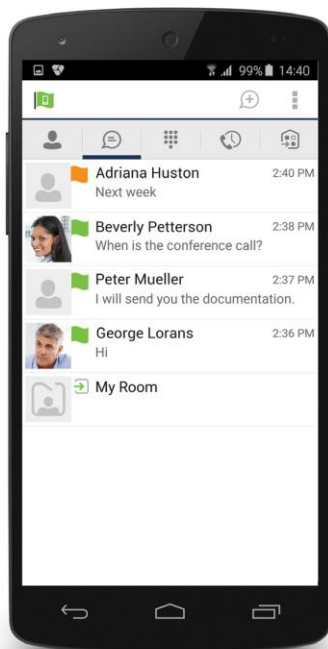 99% 14:40
Adriana Huston 2:40 PM
Next week
Beverly Petterson 2:38 PM
When is the conference call?
Peter Mueller 2:37 PM
I will send you the documentation.
George Lorans 2:36 PM
Hi
My Room